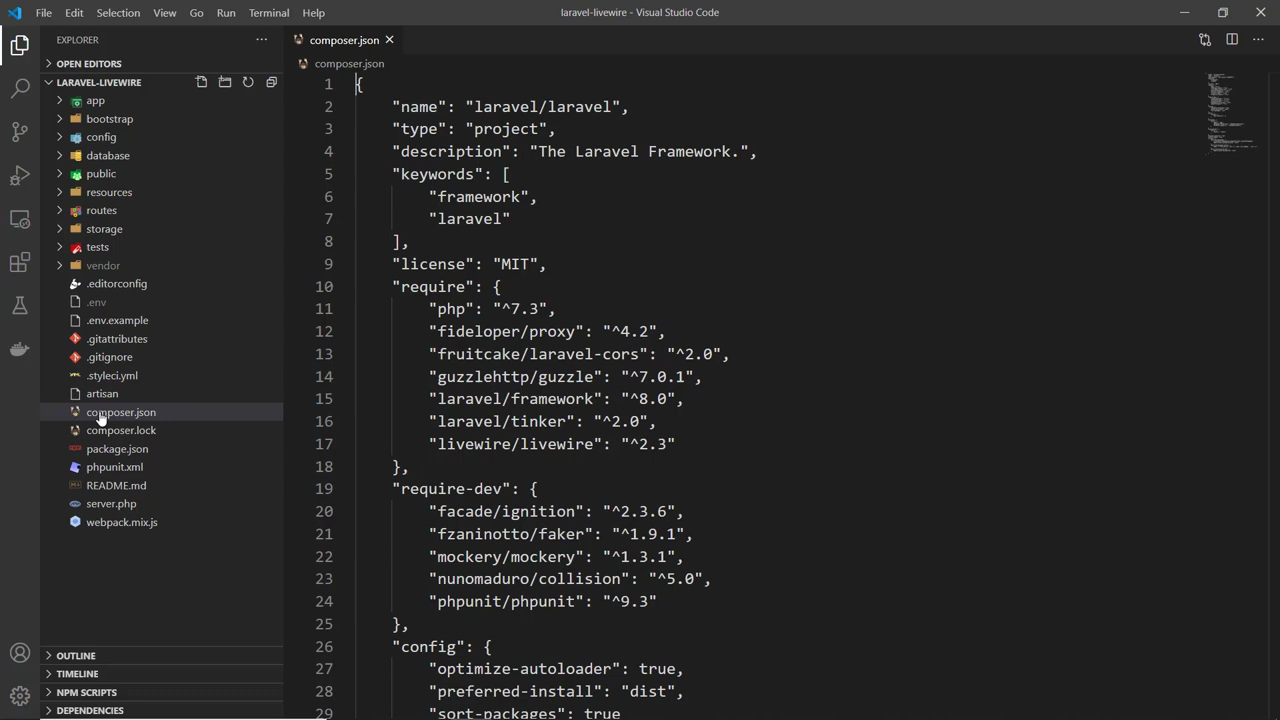 File Edit Selection View Go Run Terminal Help laravel-livewire - Visual Studio Code
EXPLORER
OPEN EDITORS
LARAVEL-LIVEWIRE
app
bootstrap
config
database
public
resources
routes
storage
tests
vendor
.editorconfig
.env
.env.example
.gitattributes
.gitignore
.styleci.yml
artisan
composer.json
composer.lock
package.json
phpunit.xml
README.md
server.php
webpack.mix.js
OUTLINE
TIMELINE
NPM SCRIPTS
DEPENDENCIES
composer.json
composer.json
1 {
2 "name": "laravel/laravel",
3 "type": "project",
4 "description": "The Laravel Framework.",
5 "keywords": [
6 "framework",
7 "laravel"
8 ],
9 "license": "MIT",
10 "require": {
11 "php": "^7.3",
12 "fideloper/proxy": "^4.2",
13 "fruitcake/laravel-cors": "^2.0",
14 "guzzlehttp/guzzle": "^7.0.1",
15 "laravel/framework": "^8.0",
16 "laravel/tinker": "^2.0",
17 "livewire/livewire": "^2.3"
18 },
19 "require-dev": {
20 "facade/ignition": "^2.3.6",
21 "fzaninotto/faker": "^1.9.1",
22 "mockery/mockery": "^1.3.1",
23 "nunomaduro/collision": "^5.0",
24 "phpunit/phpunit": "^9.3"
25 },
26 "config": {
27 "optimize-autoloader": true,
28 "preferred-install": "dist",
29 "sort-packages": true